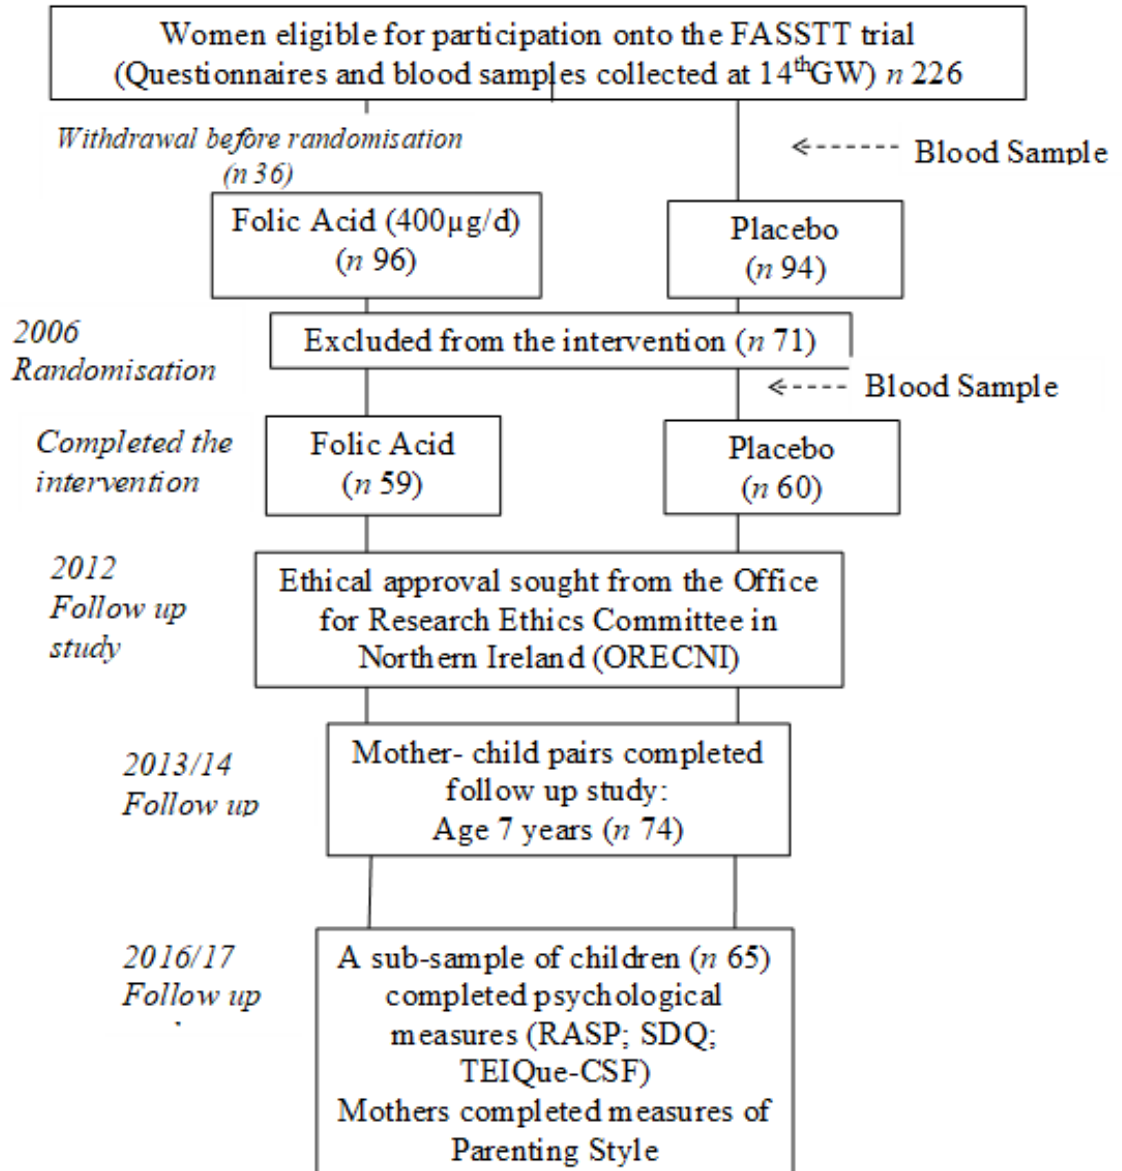 Women eligible for participation onto the FASSTT trial
(Questionnaires and blood samples collected at 14thGW) n 226
Withdrawal before randomisation
(n 36)
Blood Sample
Folic Acid (400µg/d)
(n 96)
Placebo
(n 94)
2006
Randomisation
Excluded from the intervention (n 71)
Blood Sample
Completed the
intervention
Folic Acid
(n 59)
Placebo
(n 60)
2012
Follow up
study
Ethical approval sought from the Office
for Research Ethics Committee in
Northern Ireland (ORECNI)
2013/14
Follow up
Mother- child pairs completed
follow up study:
Age 7 years (n 74)
2016/17
Follow up
A sub-sample of children (n 65)
completed psychological
measures (RASP; SDQ;
TEIQue-CSF)
Mothers completed measures of
Parenting Style